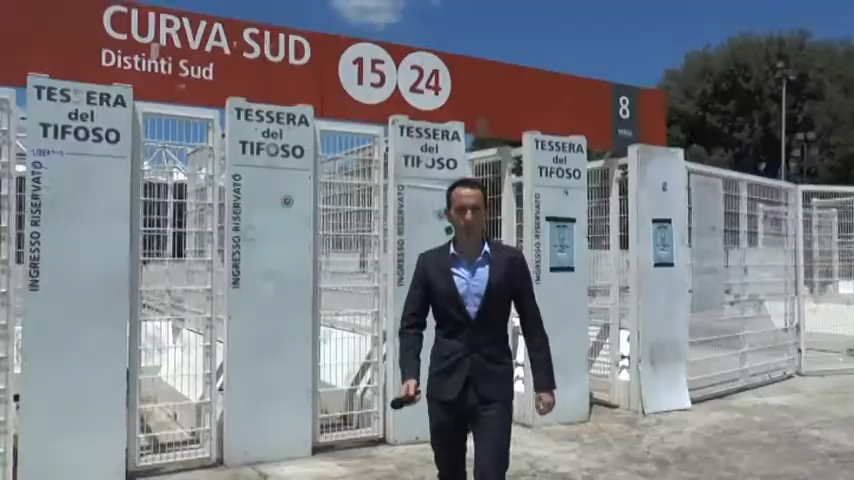 CURVA SUD
Distinti Sud
15 24
8
TESSERA
del
TIFOSO
INGRESSO RISERVATO
TESSERA
del
TIFOSO
INGRESSO RISERVATO
TESSERA
del
TIFOSO
INGRESSO RISERVATO
TESSERA
del
TIFOSO
INGRESSO RISERVATO